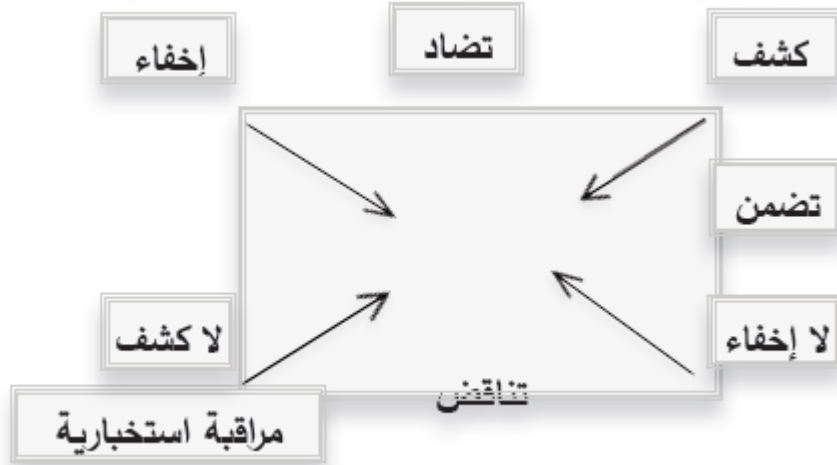 كشف
تضاد
إخفاء
تضمن
لا إخفاء
لا كشف
تناقض
مراقبة استخبارية